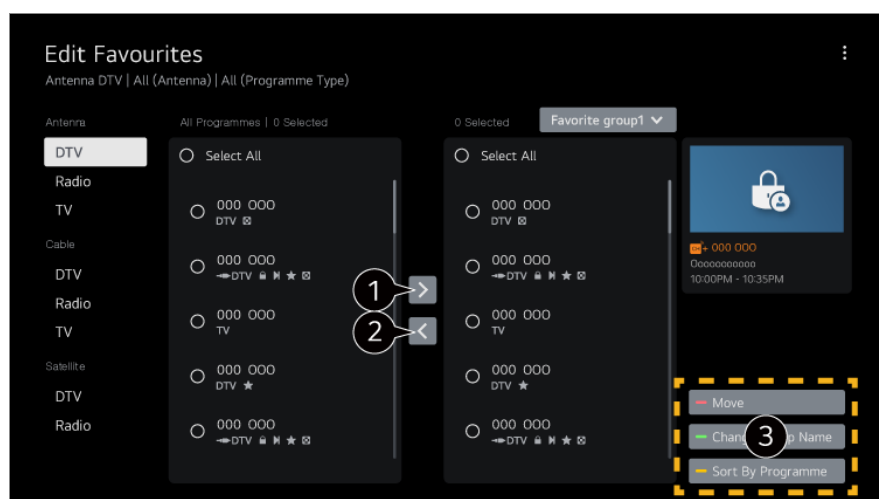 Edit Favourites
Antenna DTV | All (Antenna) | All (Programme Type)
Antenna
DTV
Radio
TV
Cable
DTV
Radio
TV
Satellite
DTV
Radio
All Programmes | 0 Selected
Select All
000 000
DTV
000 000
DTV
000 000
TV
000 000
DTV
000 000
DTV
1
2
0 Selected
Favorite group1
Select All
000 000
DTV
000 000
DTV
000 000
TV
000 000
DTV
000 000
DTV
CH+ 000 000
Ooooooooooo
10:00PM - 10:35PM
Move
3
Name
Sort By Programme